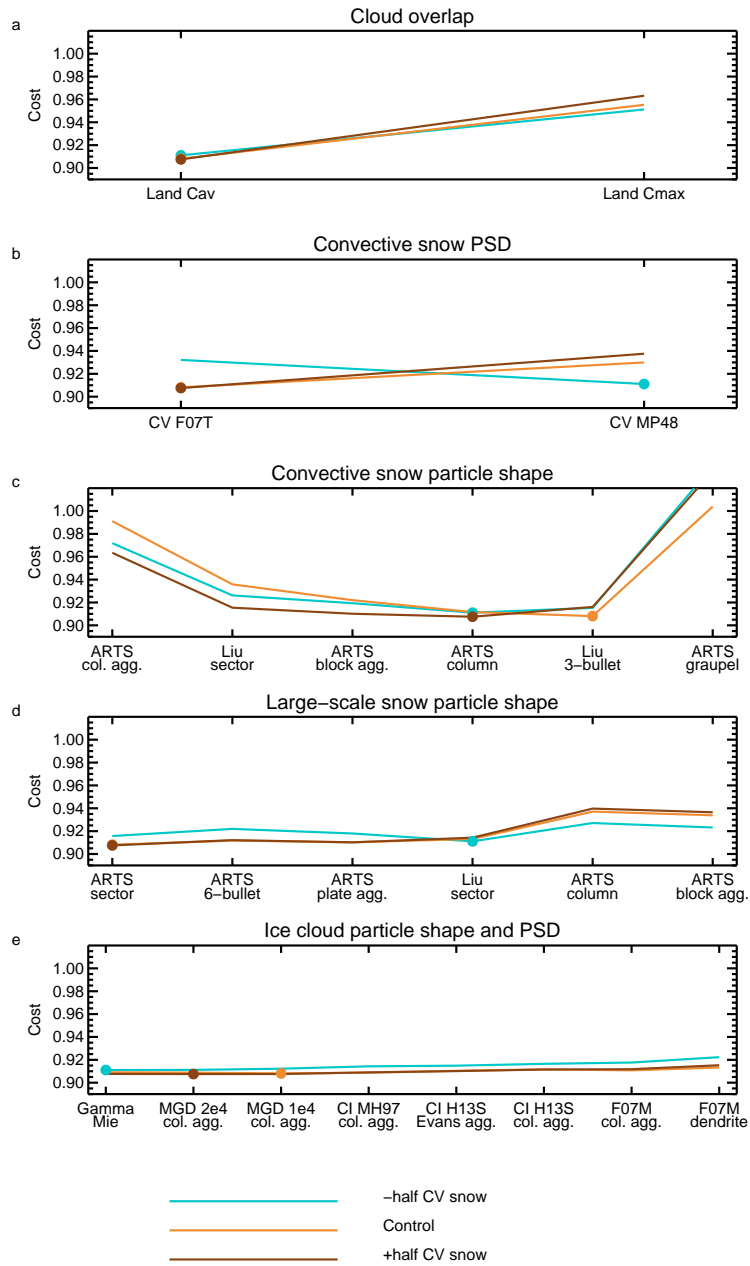 a
Cloud overlap
1.00
0.98
0.96
0.94
0.92
0.90
Cost
Land Cav
Land Cmax
b
Convective snow PSD
1.00
0.98
0.96
0.94
0.92
0.90
Cost
CV F07T
CV MP48
c
Convective snow particle shape
1.00
0.98
0.96
0.94
0.92
0.90
Cost
ARTS
col. agg.
Liu
sector
ARTS
block agg.
ARTS
column
Liu
3−bullet
ARTS
graupel
d
Large−scale snow particle shape
1.00
0.98
0.96
0.94
0.92
0.90
Cost
ARTS
sector
ARTS
6−bullet
ARTS
plate agg.
Liu
sector
ARTS
column
ARTS
block agg.
e
Ice cloud particle shape and PSD
1.00
0.98
0.96
0.94
0.92
0.90
Cost
Gamma
Mie
MGD 2e4
col. agg.
MGD 1e4
col. agg.
CI MH97
col. agg.
CI H13S
Evans agg.
CI H13S
col. agg.
F07M
col. agg.
F07M
dendrite
−half CV snow
Control
+half CV snow